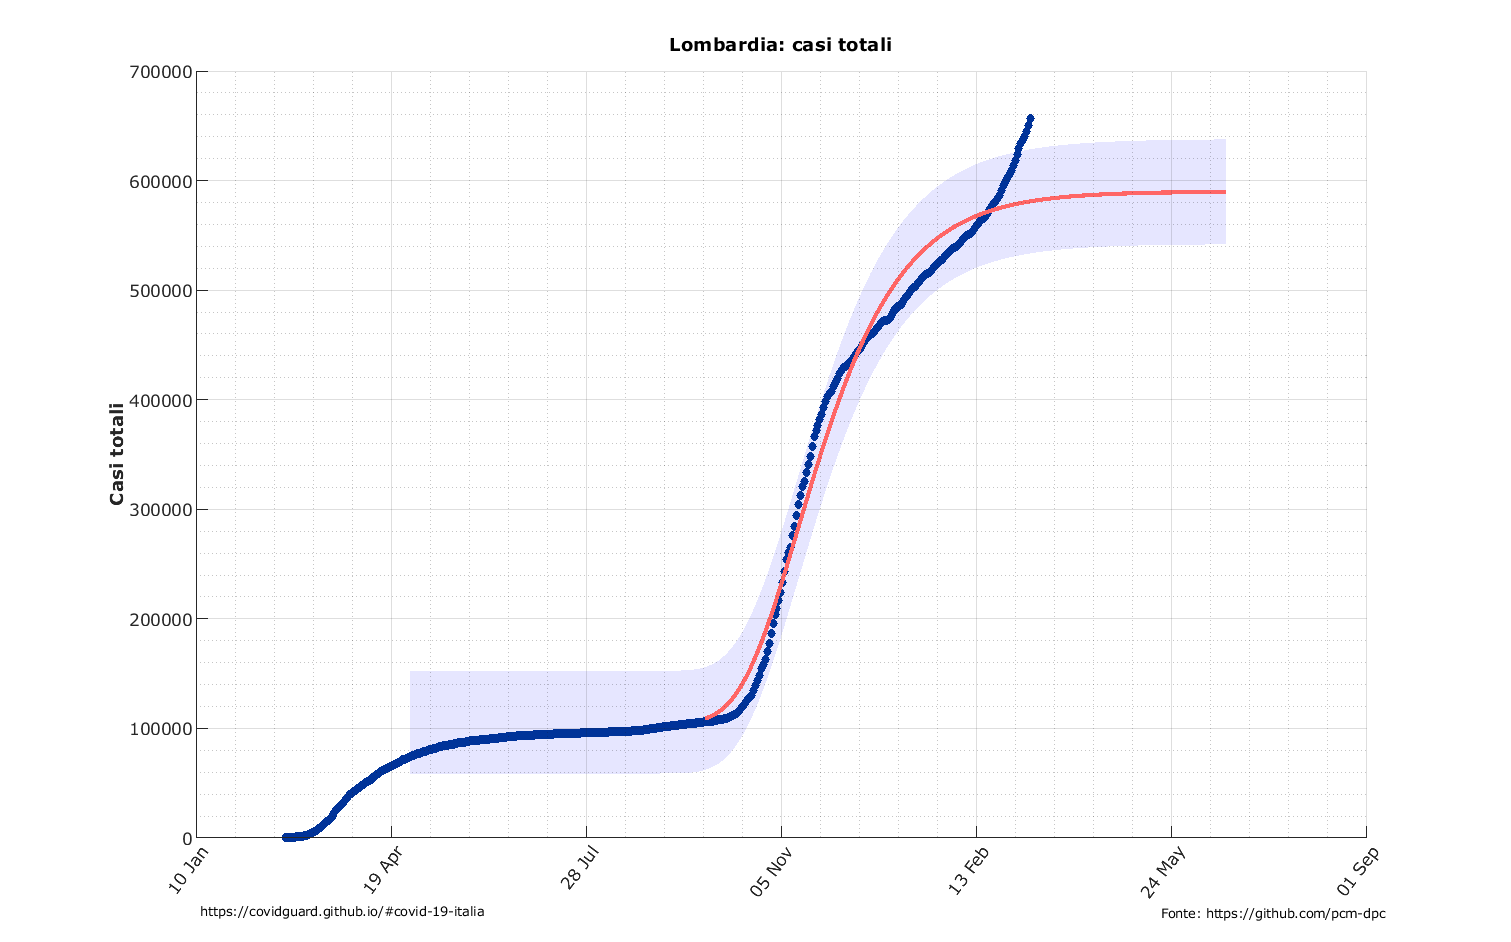 Lombardia: casi totali
700000
600000
500000
400000
300000
200000
100000
0
Casi totali
10 Jan
19 Apr
28 Jul
05 Nov
13 Feb
24 May
01 Sep
https://covidguard.github.io/#covid-19-italia
Fonte: https://github.com/pcm-dpc